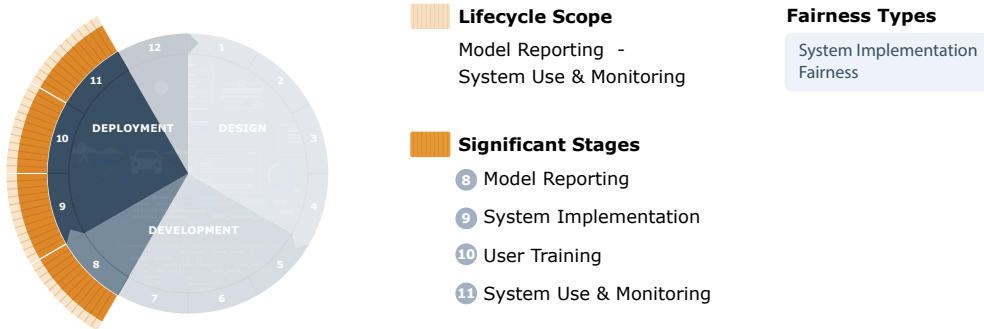 12
1
11
2
DEPLOYMENT
DESIGN
10
3
9
4
DEVELOPMENT
8
5
7
6
Lifecycle Scope
Model Reporting -
System Use & Monitoring
Significant Stages
8 Model Reporting
9 System Implementation
10 User Training
11 System Use & Monitoring
Fairness Types
System Implementation
Fairness